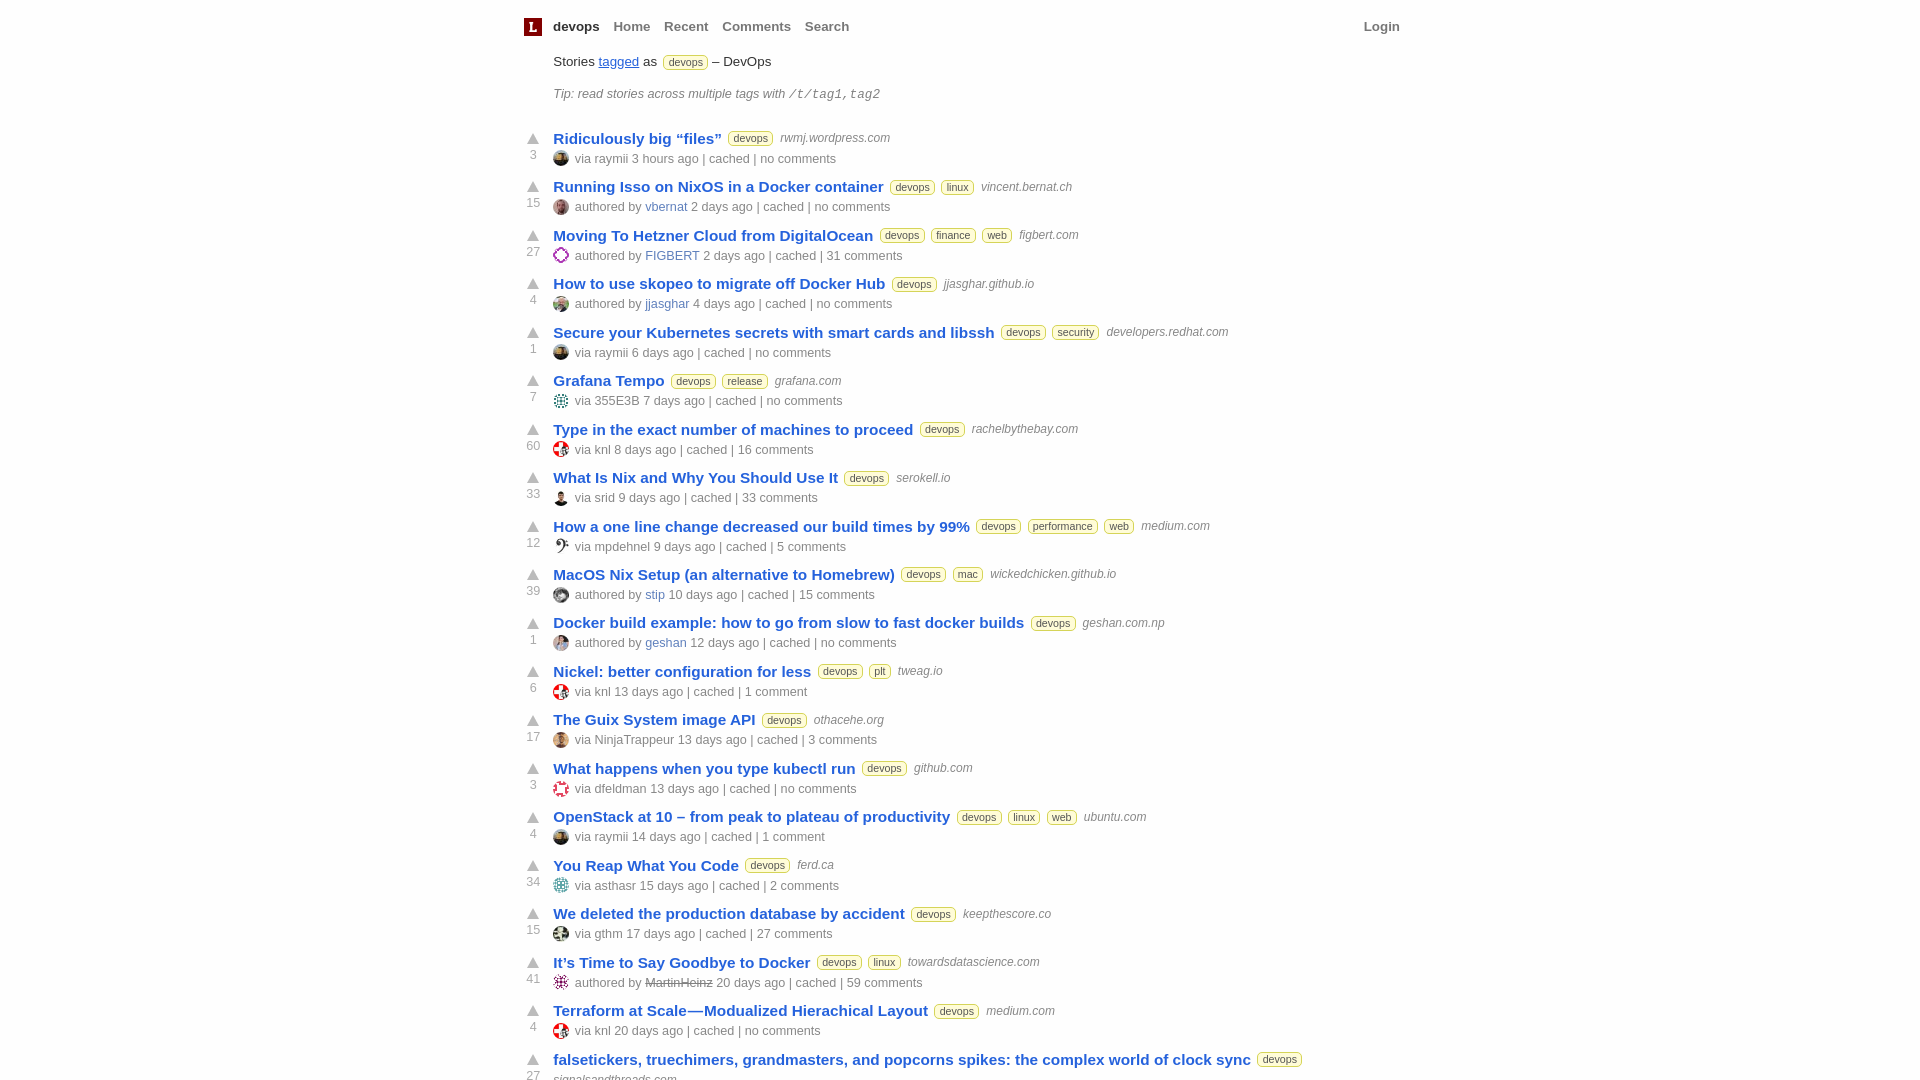 L devops Home Recent Comments Search Login
Stories tagged as devops – DevOps
Tip: read stories across multiple tags with /t/tag1,tag2
Ridiculously big “files” devops rwmj.wordpress.com
3 via raymii 3 hours ago | cached | no comments
Running Isso on NixOS in a Docker container devops linux vincent.bernat.ch
15 authored by vbernat 2 days ago | cached | no comments
Moving To Hetzner Cloud from DigitalOcean devops finance web figbert.com
27 authored by FIGBERT 2 days ago | cached | 31 comments
How to use skopeo to migrate off Docker Hub devops jjasghar.github.io
4 authored by jjasghar 4 days ago | cached | no comments
Secure your Kubernetes secrets with smart cards and libssh devops security developers.redhat.com
1 via raymii 6 days ago | cached | no comments
Grafana Tempo devops release grafana.com
7 via 355E3B 7 days ago | cached | no comments
Type in the exact number of machines to proceed devops rachelbythebay.com
60 via knl 8 days ago | cached | 16 comments
What Is Nix and Why You Should Use It devops serokell.io
33 via srid 9 days ago | cached | 33 comments
How a one line change decreased our build times by 99% devops performance web medium.com
12 via mpdehnel 9 days ago | cached | 5 comments
MacOS Nix Setup (an alternative to Homebrew) devops mac wickedchicken.github.io
39 authored by stip 10 days ago | cached | 15 comments
Docker build example: how to go from slow to fast docker builds devops geshan.com.np
1 authored by geshan 12 days ago | cached | no comments
Nickel: better configuration for less devops plt tweag.io
6 via knl 13 days ago | cached | 1 comment
The Guix System image API devops othacehe.org
17 via NinjaTrappeur 13 days ago | cached | 3 comments
What happens when you type kubectl run devops github.com
3 via dfeldman 13 days ago | cached | no comments
OpenStack at 10 – from peak to plateau of productivity devops linux web ubuntu.com
4 via raymii 14 days ago | cached | 1 comment
You Reap What You Code devops ferd.ca
34 via asthasr 15 days ago | cached | 2 comments
We deleted the production database by accident devops keepthescore.co
15 via gthm 17 days ago | cached | 27 comments
It’s Time to Say Goodbye to Docker devops linux towardsdatascience.com
41 authored by MartinHeinz 20 days ago | cached | 59 comments
Terraform at Scale — Modualized Hierachical Layout devops medium.com
4 via knl 20 days ago | cached | no comments
falsetickers, truechimers, grandmasters, and popcorns spikes: the complex world of clock sync devops
27 signalsandthreads.com